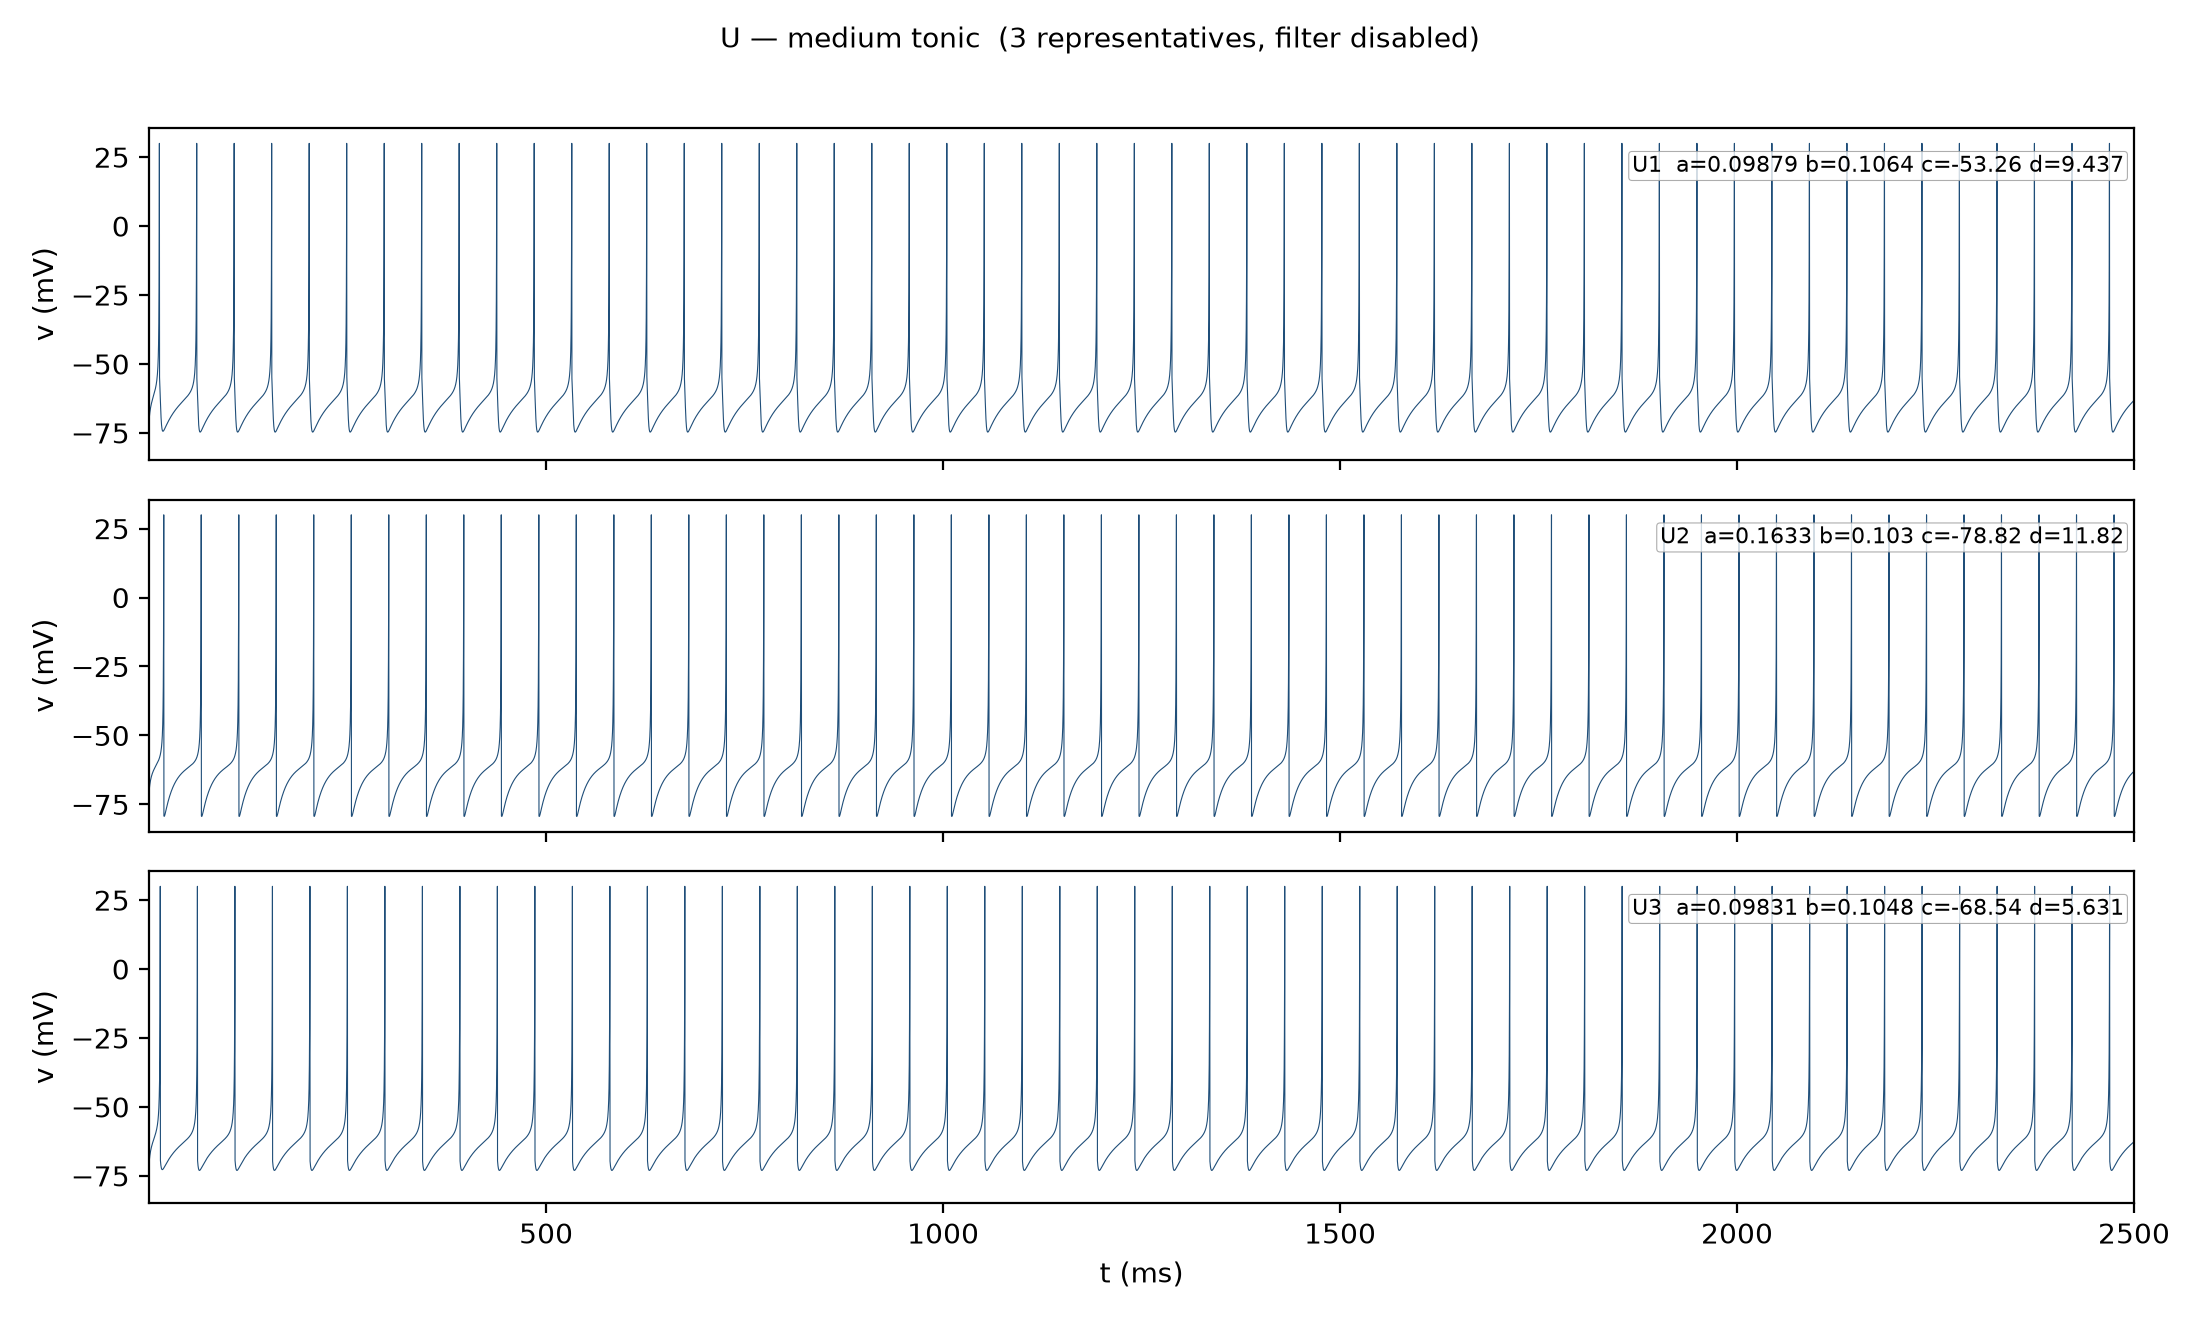 U — medium tonic  (3 representatives, filter disabled)
25
0
−25
−50
−75
v (mV)
U1  a=0.09879 b=0.1064 c=-53.26 d=9.437
25
0
−25
−50
−75
v (mV)
U2  a=0.1633 b=0.103 c=-78.82 d=11.82
25
0
−25
−50
−75
v (mV)
U3  a=0.09831 b=0.1048 c=-68.54 d=5.631
500 1000 1500 2000 2500
t (ms)